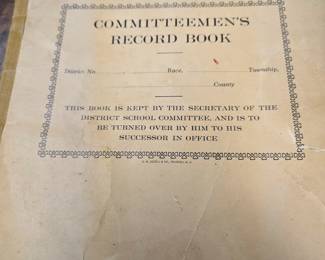 COMMITTEEMEN'S
RECORD BOOK
District No. Race, Township,
County
THIS BOOK IS KEPT BY THE SECRETARY OF THE
DISTRICT SCHOOL COMMITTEE, AND IS TO
BE TURNED OVER BY HIM TO HIS
SUCCESSOR IN OFFICE